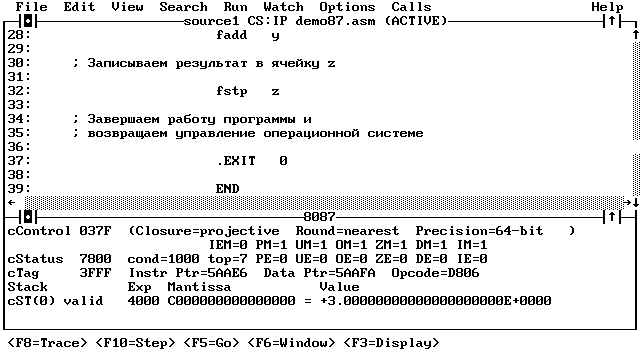 File Edit View Search Run Watch Options Calls Help
source1 CS:IP demo87.asm (ACTIVE)
28: fadd y
29:
30: ; Записываем результат в ячейку z
31:
32: fstp z
33:
34: ; Завершаем работу программы и
35: ; возвращаем управление операционной системе
36:
37: .EXIT 0
38:
39: END
8087
cControl 037F (Closure=projective Round=nearest Precision=64-bit )
IEM=0 PM=1 UM=1 OM=1 ZM=1 DM=1 IM=1
cStatus 7800 cond=1000 top=7 PE=0 UE=0 OE=0 ZE=0 DE=0 IE=0
cTag 3FFF Instr Ptr=5AAE6 Data Ptr=5AAFA Opcode=D806
Stack Exp Mantissa Value
cST(0) valid 4000 C000000000000000 = +3.00000000000000000000E+0000
<F8=Trace> <F10=Step> <F5=Go> <F6=Window> <F3=Display>